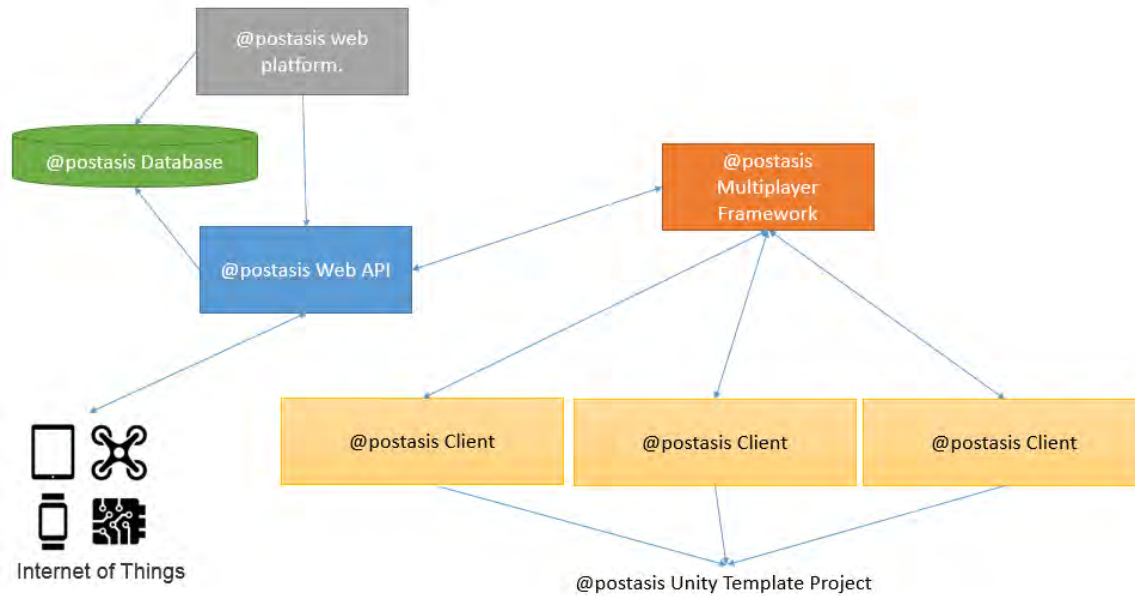 @postasis web
platform.
@postasis Database
@postasis
Multiplayer
Framework
@postasis Web API
@postasis Client
@postasis Client
@postasis Client
Internet of Things
@postasis Unity Template Project